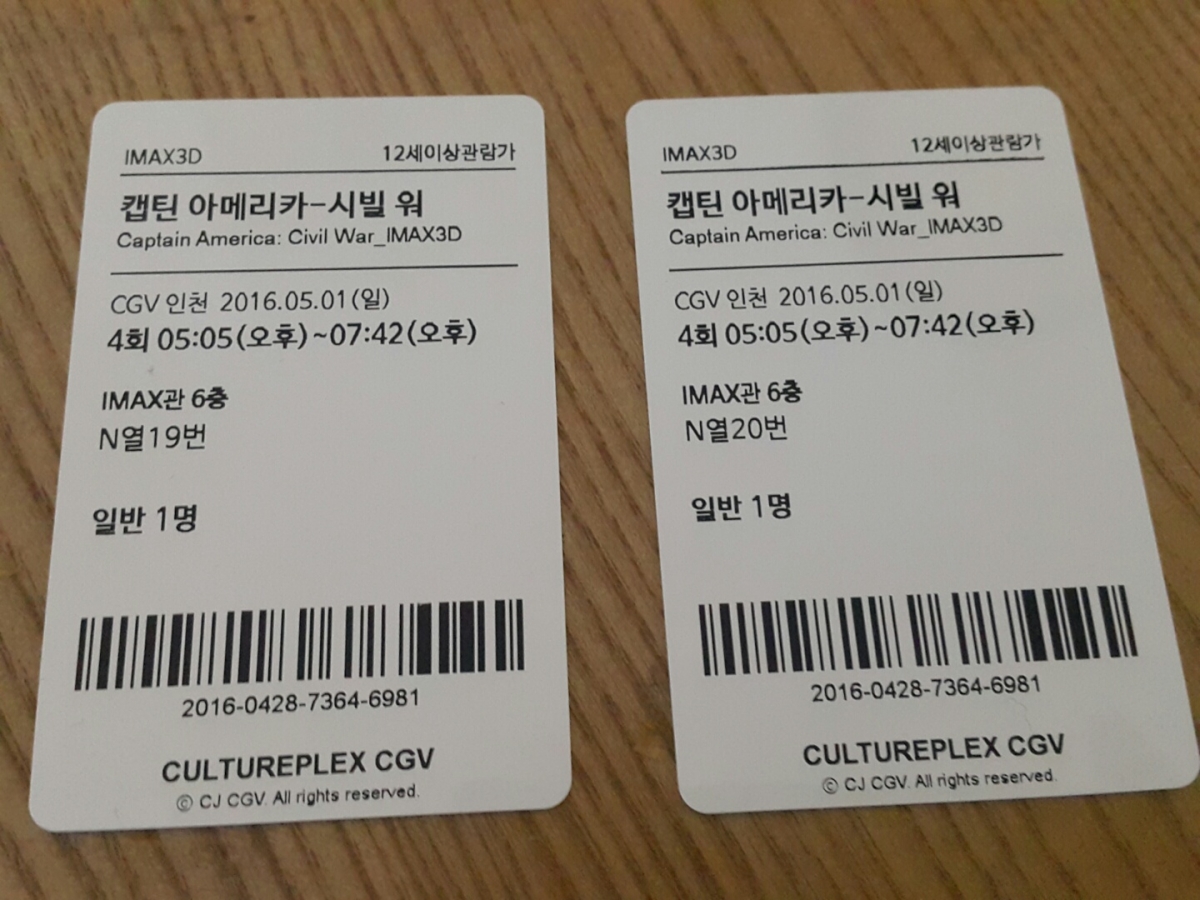 IMAX3D 12세이상관람가
캡틴 아메리카-시빌 워
Captain America: Civil War_IMAX3D
CGV 인천 2016.05.01(일)
4회 05:05(오후)~07:42(오후)
IMAX관 6층
N열19번
일반 1명
2016-0428-7364-6981
CULTUREPLEX CGV
© CJ CGV. All rights reserved.
IMAX3D 12세이상관람가
캡틴 아메리카-시빌 워
Captain America: Civil War_IMAX3D
CGV 인천 2016.05.01(일)
4회 05:05(오후)~07:42(오후)
IMAX관 6층
N열20번
일반 1명
2016-0428-7364-6981
CULTUREPLEX CGV
© CJ CGV. All rights reserved.